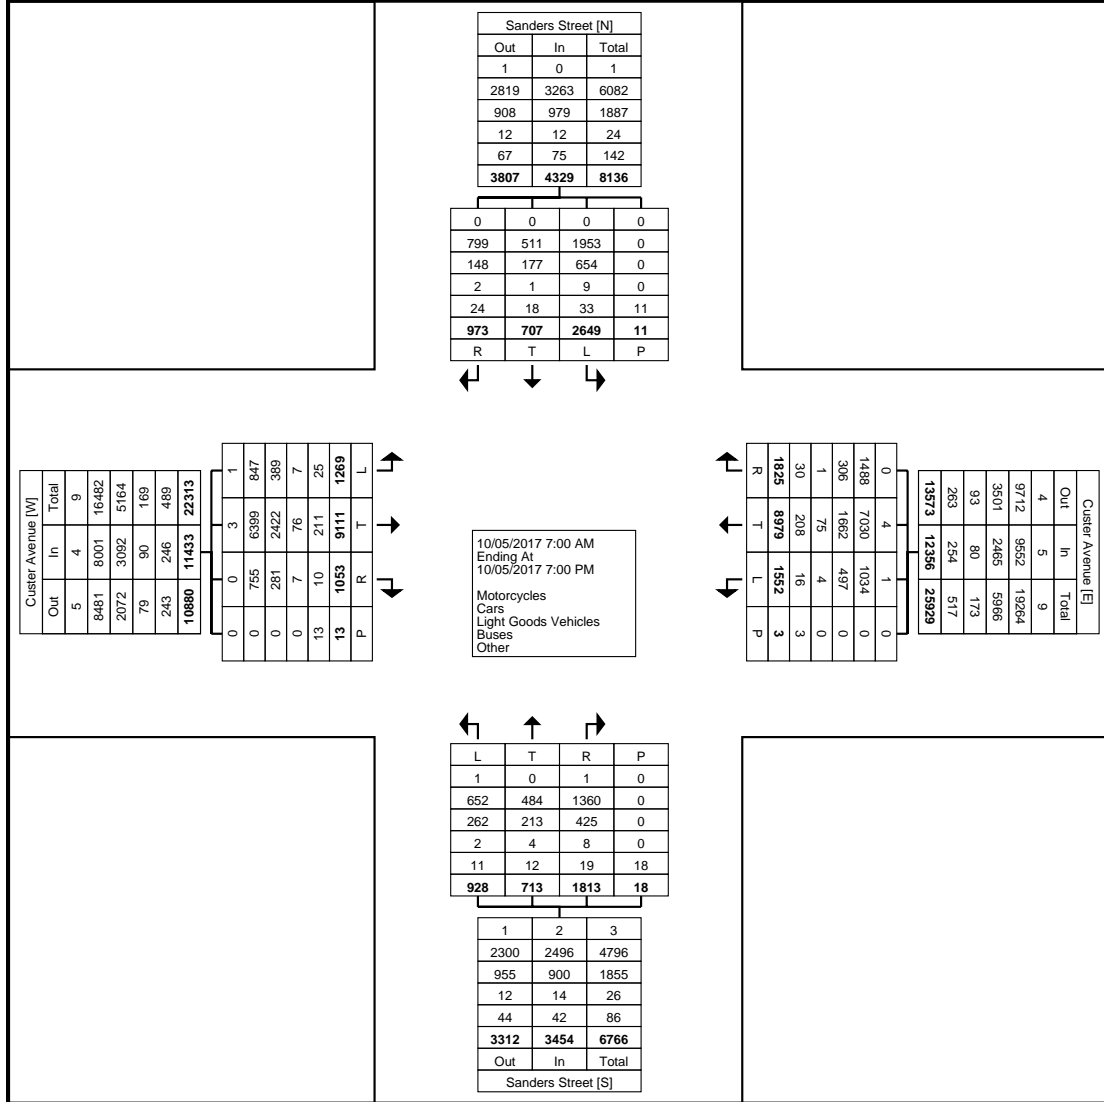 Sanders Street [N]
Out In Total
1 0 1
2819 3263 6082
908 979 1887
12 12 24
67 75 142
3807 4329 8136
0 0 0 0
799 511 1953 0
148 177 654 0
2 1 9 0
24 18 33 11
973 707 2649 11
R T L P
Custer Avenue [W]
Total In Out
9 4 5
16482 8001 8481
5164 3092 2072
169 90 79
489 246 243
22313 11433 10880
1 3 0 0
847 6399 755 0
389 2422 281 0
7 76 7 0
25 211 10 13
1269 9111 1053 13
L T R P
10/05/2017 7:00 AM
Ending At
10/05/2017 7:00 PM
Motorcycles
Cars
Light Goods Vehicles
Buses
Other
R T L P
1825 8979 1552 3
30 208 16 3
1 75 4 0
306 1662 497 0
1488 7030 1034 0
0 4 1 0
13573 12356 25929
263 254 517
93 80 173
3501 2465 5966
9712 9552 19264
4 5 9
Out In Total
Custer Avenue [E]
L T R P
1 0 1 0
652 484 1360 0
262 213 425 0
2 4 8 0
11 12 19 18
928 713 1813 18
1 2 3
2300 2496 4796
955 900 1855
12 14 26
44 42 86
3312 3454 6766
Out In Total
Sanders Street [S]